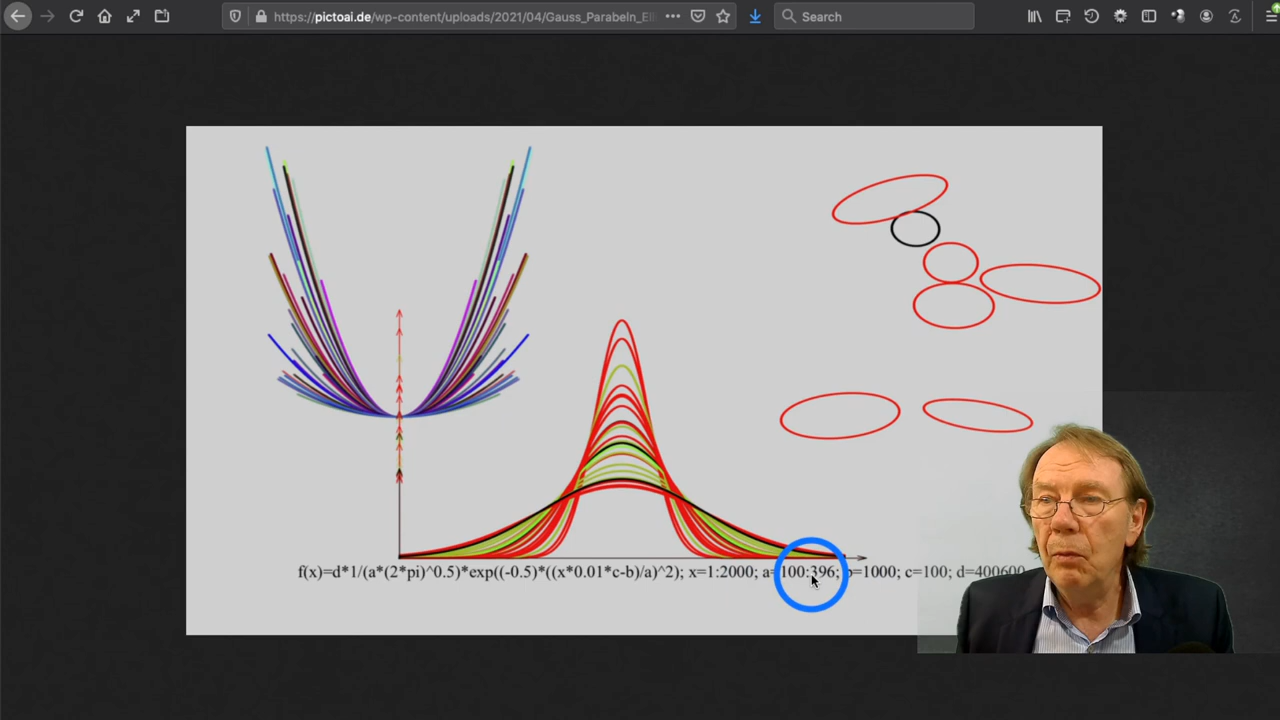 https://pictoai.de/wp-content/uploads/2021/04/Gauss_Parabeln_Ell
Search
f(x)=d*1/(a*(2*pi)^0.5)*exp((-0.5)*((x*0.01*c-b)/a)^2); x=1:2000; a=100:396; b=1000; c=100; d=400600